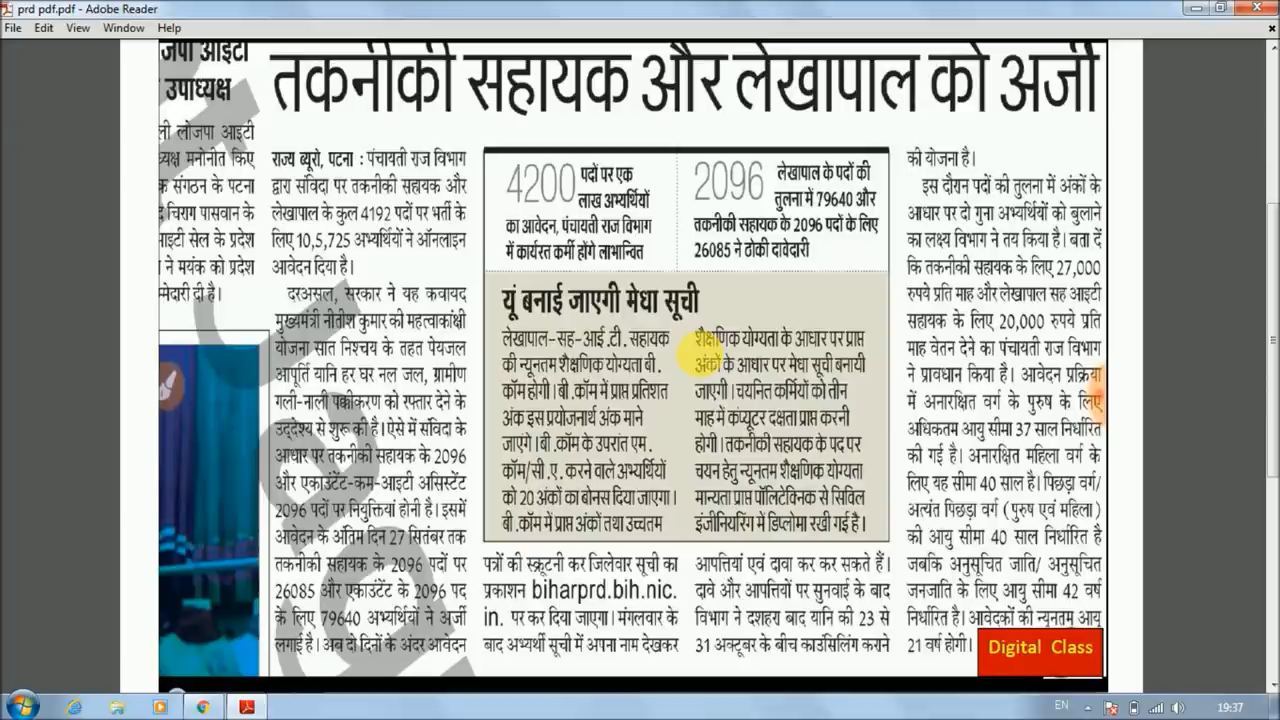 prd pdf.pdf - Adobe Reader
File Edit View Window Help
जपा आइटी
उपाध्यक्ष
ली लोजपा आइटी
यक्ष मनोनीत किए
क संगठन के पटना
चिराग पासवान के
आइटी सेल के प्रदेश
ने मयंक को प्रदेश
म्मेदारी दी है।
तकनीकी सहायक और लेखापाल को अर्जी
राज्य ब्यूरो, पटना : पंचायती राज विभाग
द्वारा संविदा पर तकनीकी सहायक और
लेखापाल के कुल 4192 पदों पर भर्ती के
लिए 10,5,725 अभ्यर्थियों ने ऑनलाइन
आवेदन दिया है।
दरअसल, सरकार ने यह कवायद
मुख्यमंत्री नीतीश कुमार की महत्वाकांक्षी
योजना सात निश्चय के तहत पेयजल
आपूर्ति यानि हर घर नल जल, ग्रामीण
गली-नाली पक्कीकरण को रफ्तार देने के
उद्देश्य से शुरू की है। ऐसे में संविदा के
आधार पर तकनीकी सहायक के 2096
और एकाउंटेंट-कम-आइटी असिस्टेंट
2096 पदों पर नियुक्तियां होनी है। इसमें
आवेदन के अंतिम दिन 27 सितंबर तक
तकनीकी सहायक के 2096 पदों पर
26085 और एकाउंटेंट के 2096 पद
के लिए 79640 अभ्यर्थियों ने अर्जी
लगाई है। अब दो दिनों के अंदर आवेदन
4200 पदों पर एक
लाख अभ्यर्थियों
का आवेदन, पंचायती राज विभाग
में कार्यरत कर्मी होंगे लाभान्वित
2096 लेखापाल के पदों की
तुलना में 79640 और
तकनीकी सहायक के 2096 पदों के लिए
26085 ने ठोकी दावेदारी
यूं बनाई जाएगी मेधा सूची
लेखापाल-सह-आई.टी. सहायक
की न्यूनतम शैक्षणिक योग्यता बी.
कॉम होगी। बी.कॉम में प्राप्त प्रतिशत
अंक इस प्रयोजनार्थ अंक माने
जाएंगे। बी.कॉम के उपरांत एम.
कॉम/सी.ए. करने वाले अभ्यर्थियों
को 20 अंकों का बोनस दिया जाएगा।
बी.कॉम में प्राप्त अंकों तथा उच्चतम
शैक्षणिक योग्यता के आधार पर प्राप्त
अंकों के आधार पर मेधा सूची बनायी
जाएगी। चयनित कर्मियों को तीन
माह में कंप्यूटर दक्षता प्राप्त करनी
होगी। तकनीकी सहायक के पद पर
चयन हेतु न्यूनतम शैक्षणिक योग्यता
मान्यता प्राप्त पॉलिटेक्निक से सिविल
इंजीनियरिंग में डिप्लोमा रखी गई है।
पत्रों की स्क्रूटनी कर जिलेवार सूची का
प्रकाशन biharprd.bih.nic.
in. पर कर दिया जाएगा। मंगलवार के
बाद अभ्यर्थी सूची में अपना नाम देखकर
आपत्तियां एवं दावा कर कर सकते हैं।
दावे और आपत्तियों पर सुनवाई के बाद
विभाग ने दशहरा बाद यानि की 23 से
31 अक्टूबर के बीच काउंसिलिंग कराने
की योजना है।
इस दौरान पदों की तुलना में अंकों के
आधार पर दो गुना अभ्यर्थियों को बुलाने
का लक्ष्य विभाग ने तय किया है। बता दें
कि तकनीकी सहायक के लिए 27,000
रुपये प्रति माह और लेखापाल सह आइटी
सहायक के लिए 20,000 रुपये प्रति
माह वेतन देने का पंचायती राज विभाग
ने प्रावधान किया है। आवेदन प्रक्रिया
में अनारक्षित वर्ग के पुरुष के लिए
अधिकतम आयु सीमा 37 साल निर्धारित
की गई है। अनारक्षित महिला वर्ग के
लिए यह सीमा 40 साल है। पिछड़ा वर्ग/
अत्यंत पिछड़ा वर्ग (पुरुष एवं महिला)
की आयु सीमा 40 साल निर्धारित है
जबकि अनुसूचित जाति/ अनुसूचित
जनजाति के लिए आयु सीमा 42 वर्ष
निर्धारित है। आवेदकों की न्यूनतम आयु
21 वर्ष होगी।
Digital Class
EN
19:37